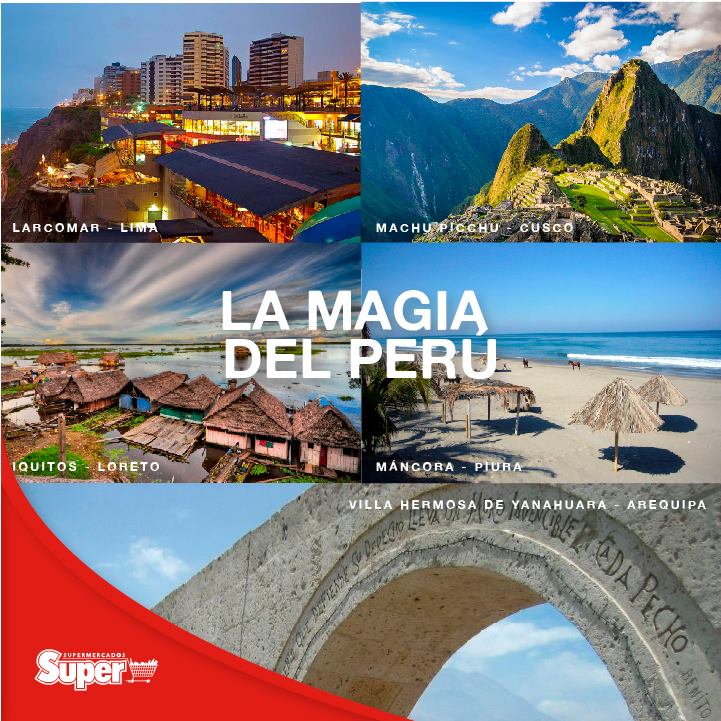 LARCOMAR - LIMA
MACHU PICCHU - CUSCO
LA MAGIA
DEL PERÚ
IQUITOS - LORETO
MÁNCORA - PIURA
VILLA HERMOSA DE YANAHUARA - AREQUIPA
CADA PECHO.
BENITO
SUPERMERCADOS
Super